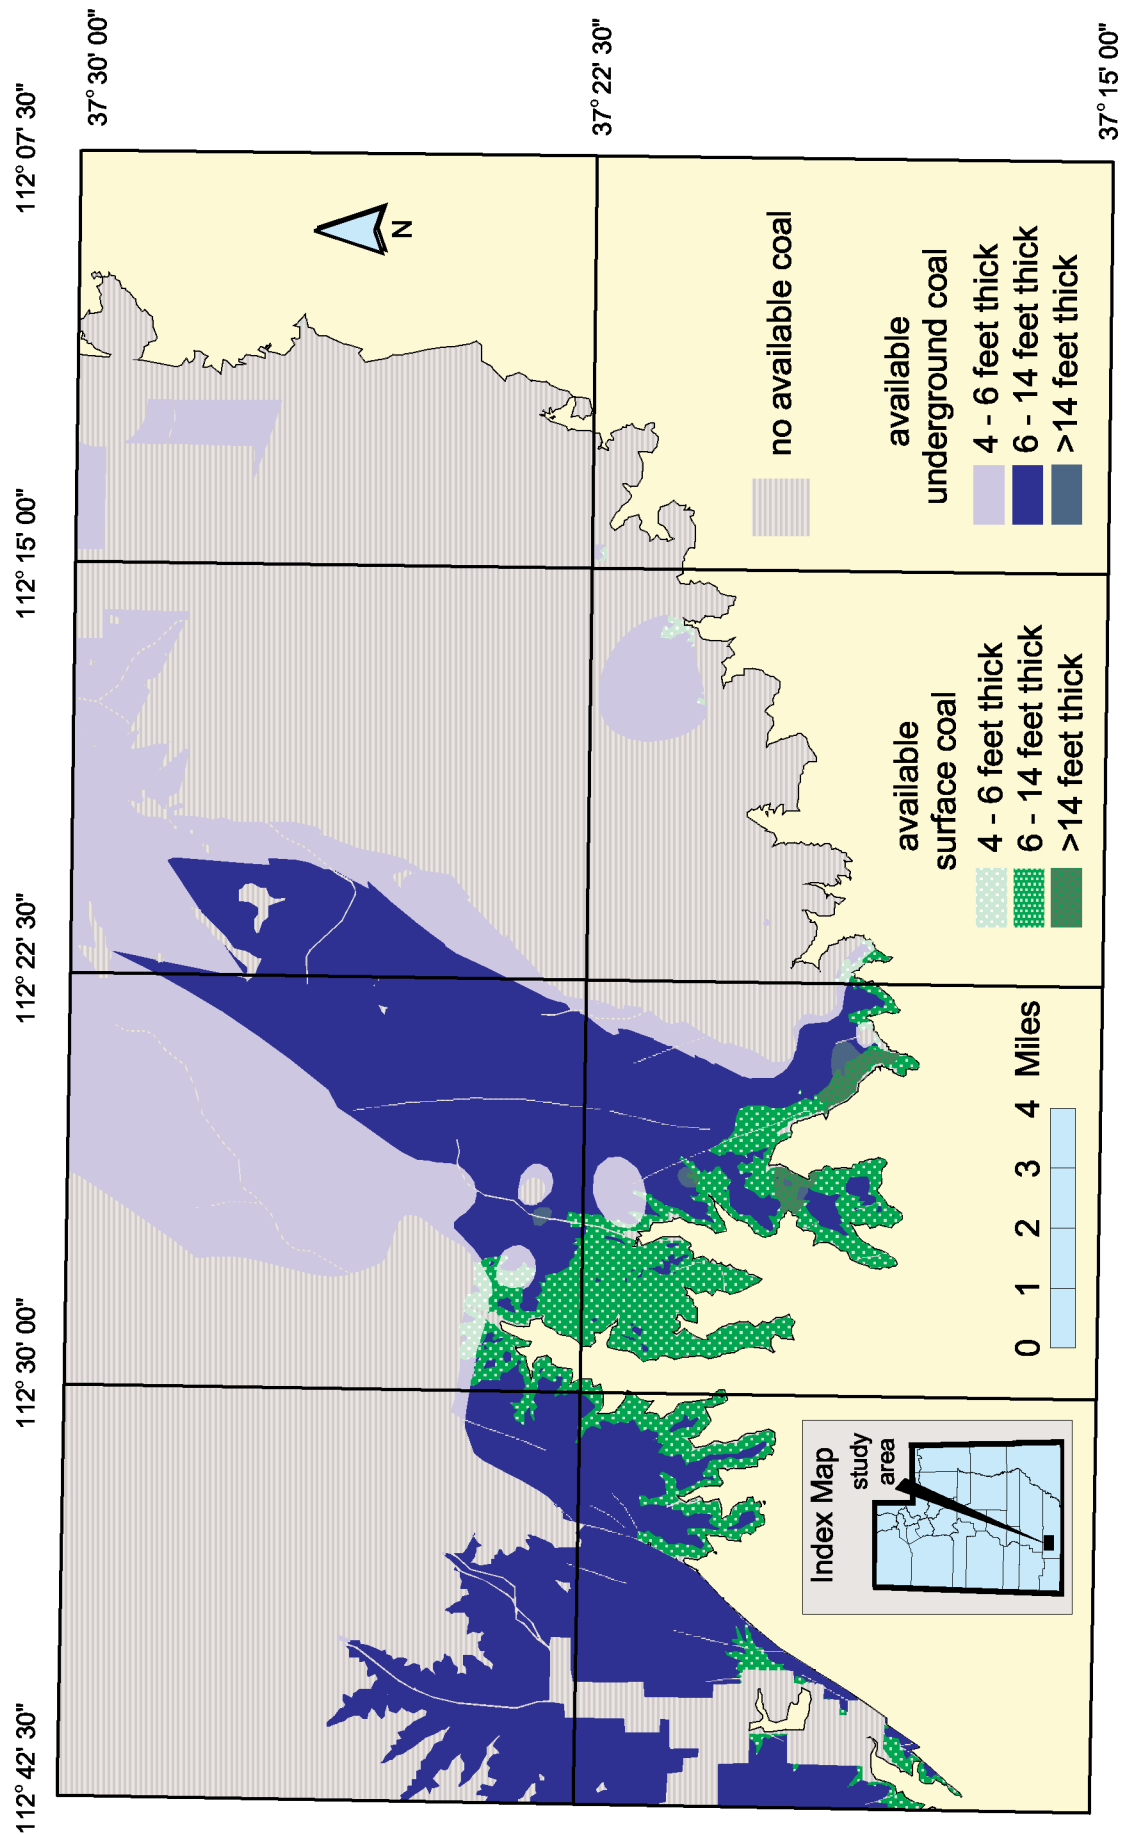 112° 42' 30"
112° 30' 00"
112° 22' 30"
112° 15' 00"
112° 07' 30"
37° 30' 00"
37° 22' 30"
37° 15' 00"
N
Index Map
study
area
0 1 2 3 4 Miles
available
surface coal
4 - 6 feet thick
6 - 14 feet thick
>14 feet thick
no available coal
available
underground coal
4 - 6 feet thick
6 - 14 feet thick
>14 feet thick